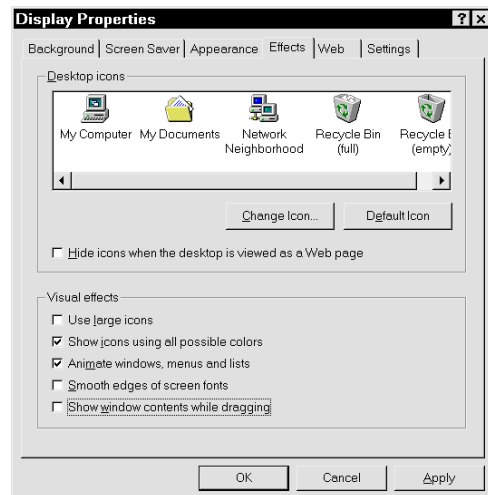 Display Properties
Background Screen Saver Appearance Effects Web Settings
Desktop icons
My Computer My Documents Network Neighborhood Recycle Bin (full) Recycle (empty)
Change Icon... Default Icon
Hide icons when the desktop is viewed as a Web page
Visual effects
Use large icons
Show icons using all possible colors
Animate windows, menus and lists
Smooth edges of screen fonts
Show window contents while dragging
OK Cancel Apply